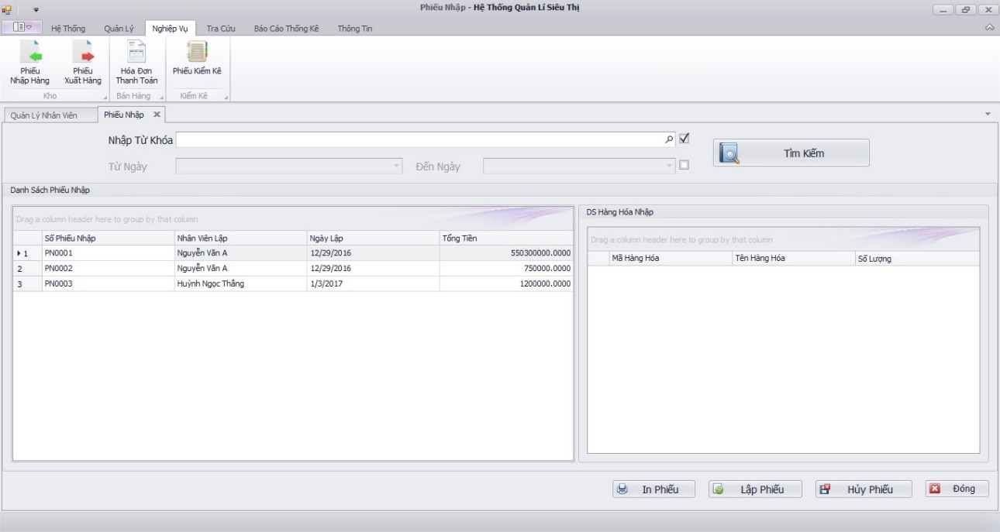 Phiếu Nhập - Hệ Thống Quản Lí Siêu Thị
Hệ Thống Quản Lý Nghiệp Vụ Tra Cứu Báo Cáo Thống Kê Thông Tin
Phiếu Nhập Hàng
Phiếu Xuất Hàng
Hóa Đơn Thanh Toán
Phiếu Kiểm Kê
Kho Bán Hàng Kiểm Kê
Quản Lý Nhân Viên Phiếu Nhập
Nhập Từ Khóa
Tìm Kiếm
Từ Ngày Đến Ngày
Danh Sách Phiếu Nhập
Drag a column header here to group by that column
Số Phiếu Nhập Nhân Viên Lập Ngày Lập Tổng Tiền
1 PN0001 Nguyễn Văn A 12/29/2016 550300000.0000
2 PN0002 Nguyễn Văn A 12/29/2016 750000.0000
3 PN0003 Huỳnh Ngọc Thắng 1/3/2017 1200000.0000
DS Hàng Hóa Nhập
Drag a column header here to group by that column
Mã Hàng Hóa Tên Hàng Hóa Số Lượng
In Phiếu Lập Phiếu Hủy Phiếu Đóng